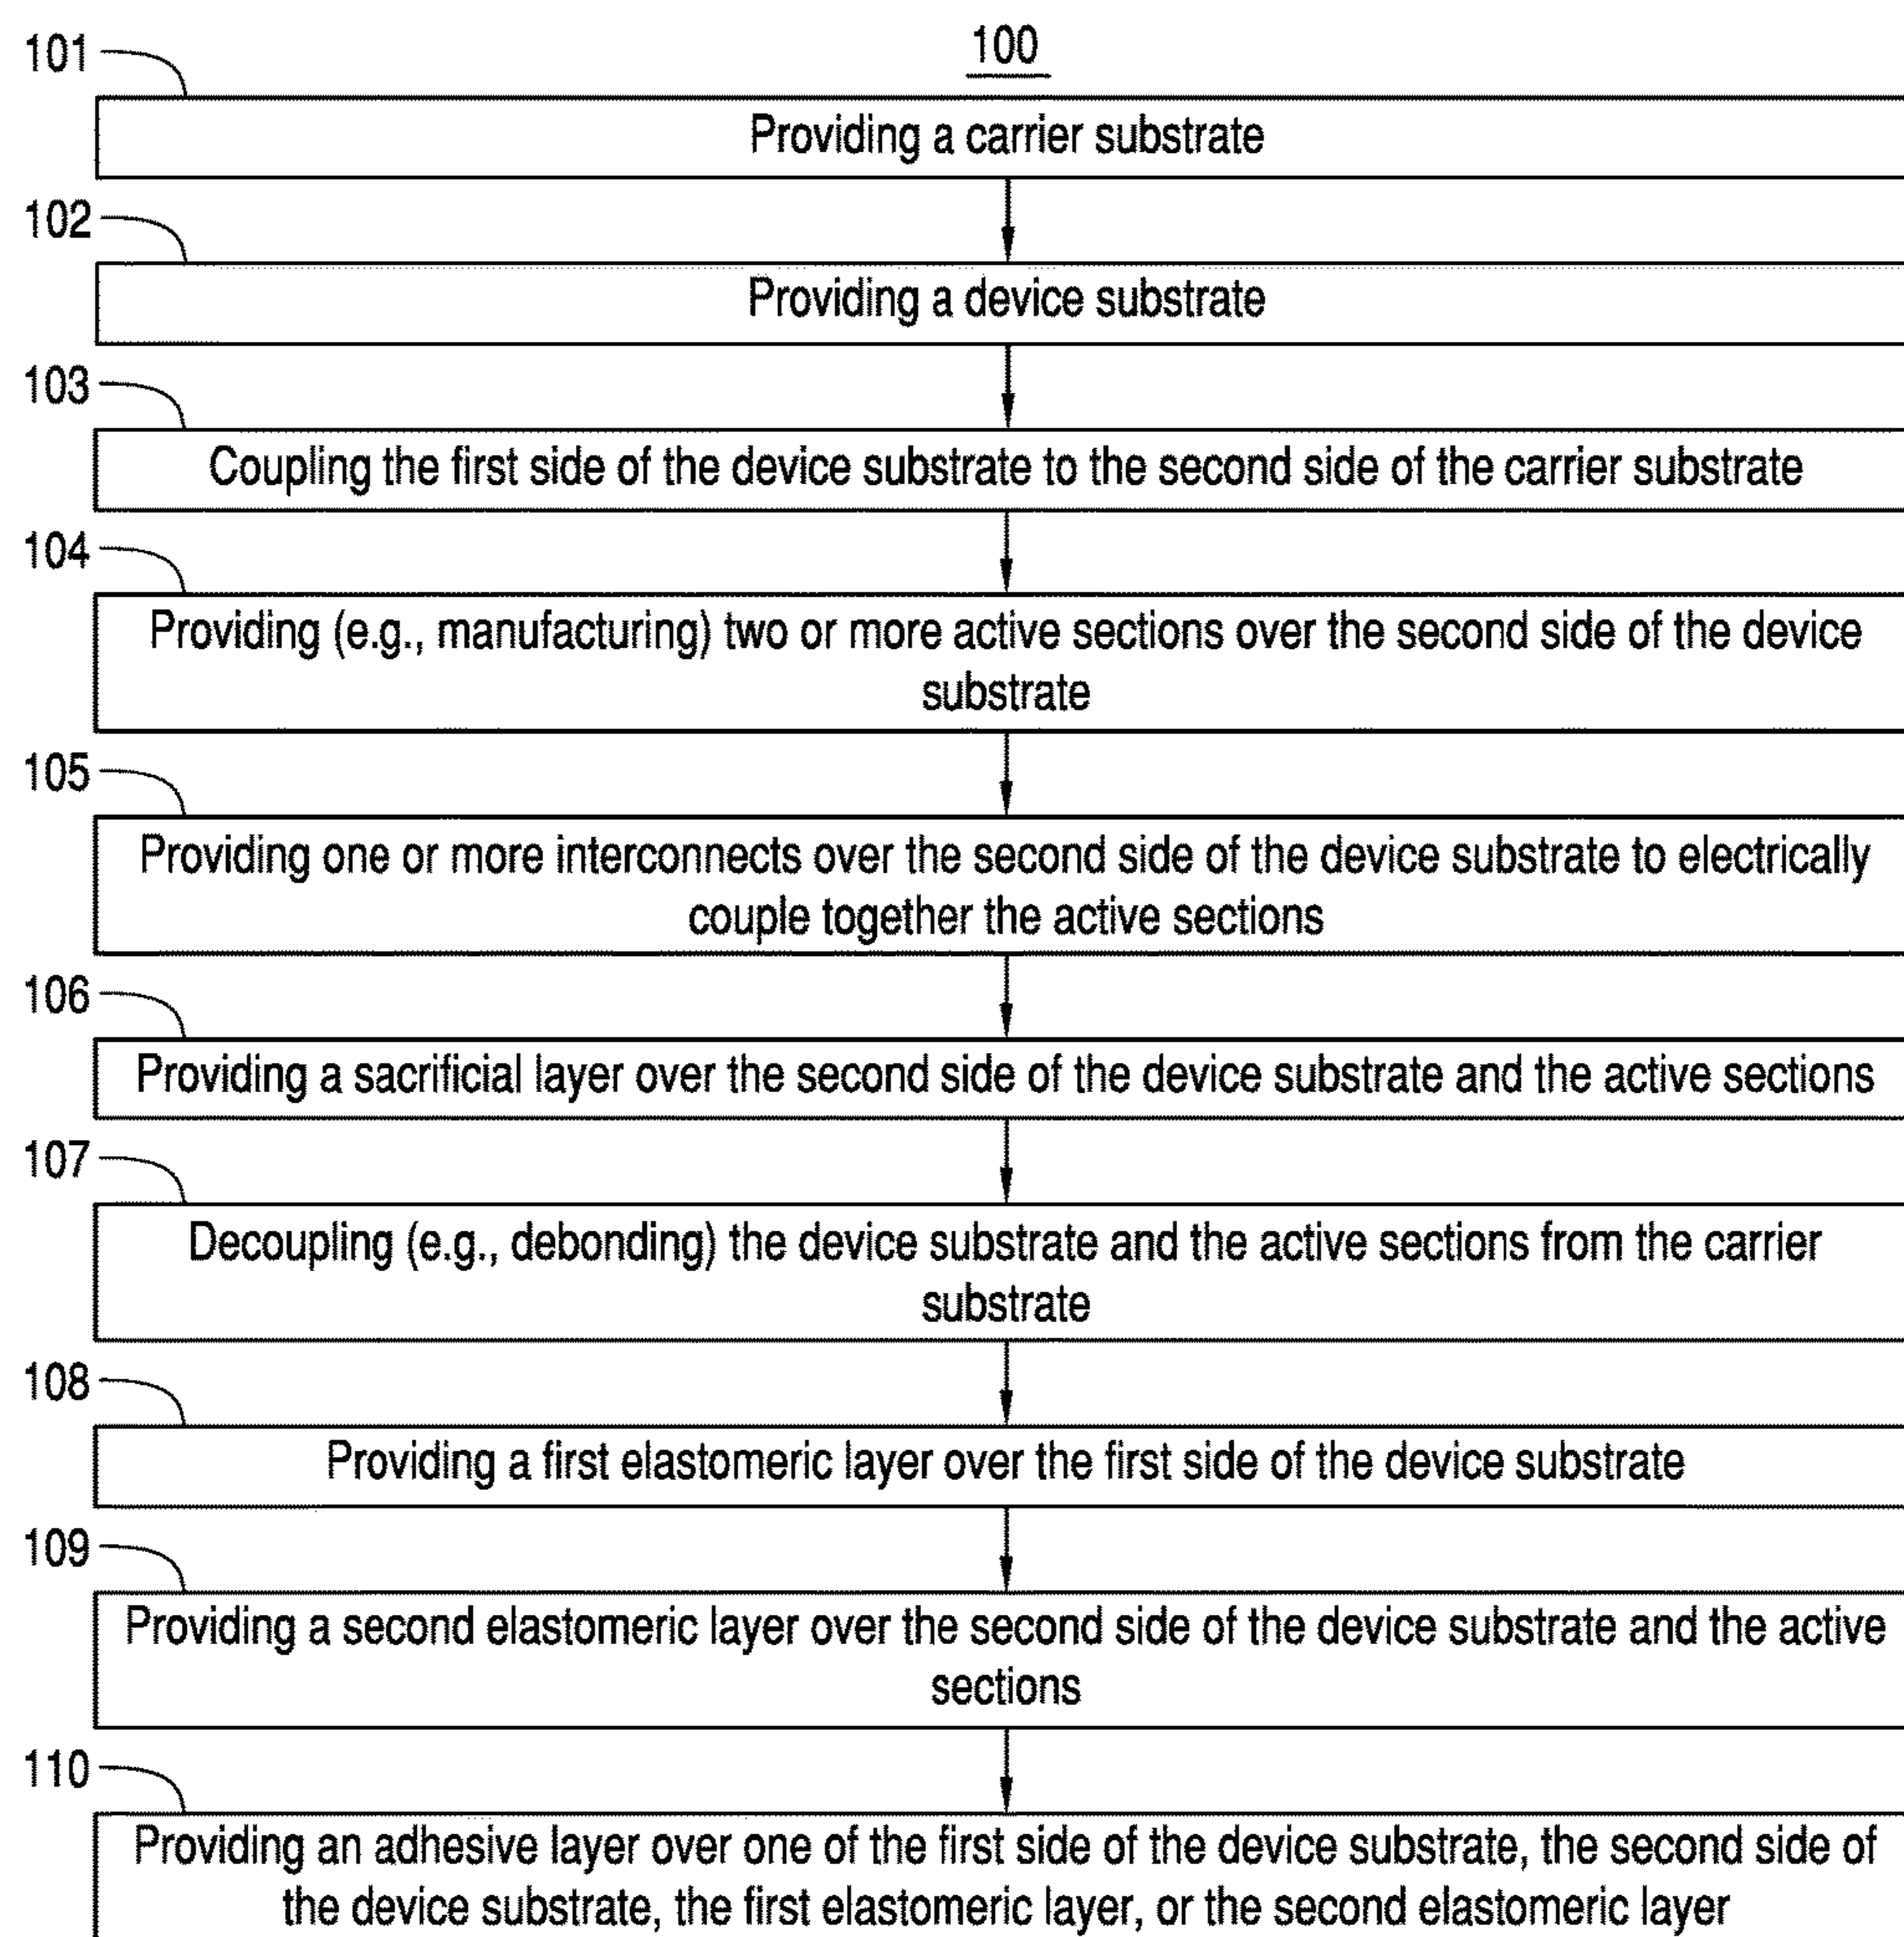 100
101
Providing a carrier substrate
102
Providing a device substrate
103
Coupling the first side of the device substrate to the second side of the carrier substrate
104
Providing (e.g., manufacturing) two or more active sections over the second side of the device
substrate
105
Providing one or more interconnects over the second side of the device substrate to electrically
couple together the active sections
106
Providing a sacrificial layer over the second side of the device substrate and the active sections
107
Decoupling (e.g., debonding) the device substrate and the active sections from the carrier
substrate
108
Providing a first elastomeric layer over the first side of the device substrate
109
Providing a second elastomeric layer over the second side of the device substrate and the active
sections
110
Providing an adhesive layer over one of the first side of the device substrate, the second side of
the device substrate, the first elastomeric layer, or the second elastomeric layer